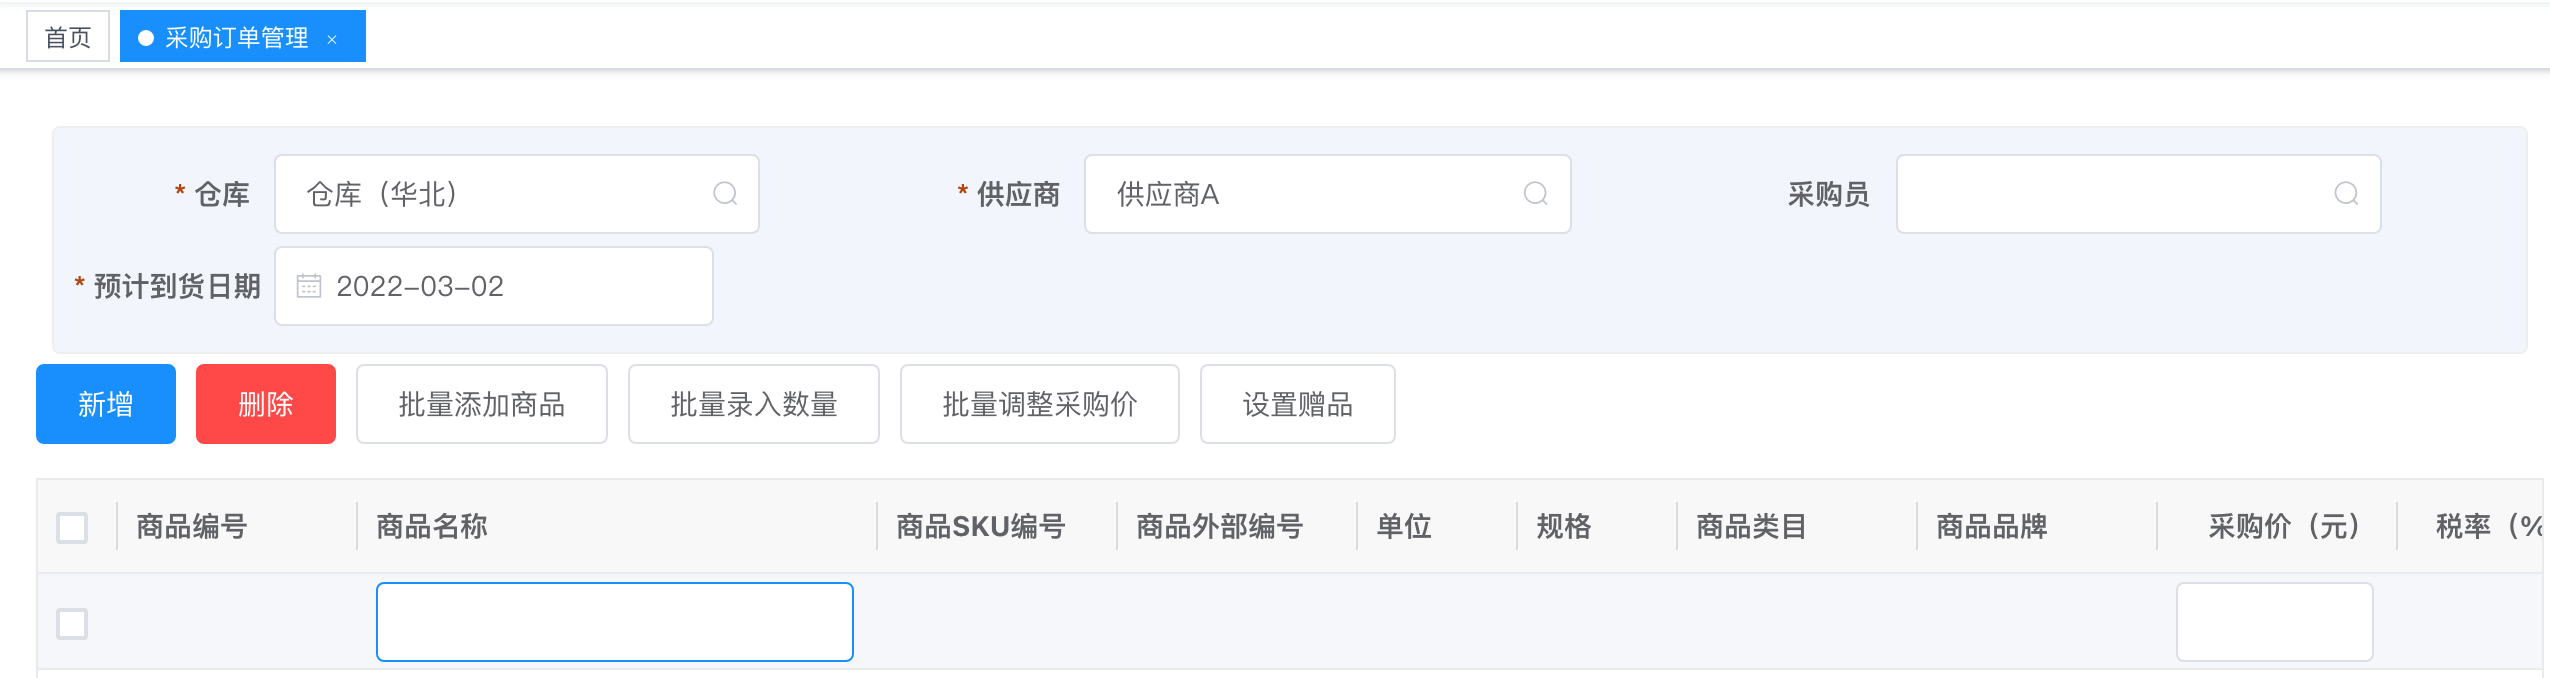 首页 采购订单管理 ×
* 仓库 仓库（华北） * 供应商 供应商A 采购员
* 预计到货日期 2022-03-02
新增 删除 批量添加商品 批量录入数量 批量调整采购价 设置赠品
商品编号 商品名称 商品SKU编号 商品外部编号 单位 规格 商品类目 商品品牌 采购价（元） 税率（%